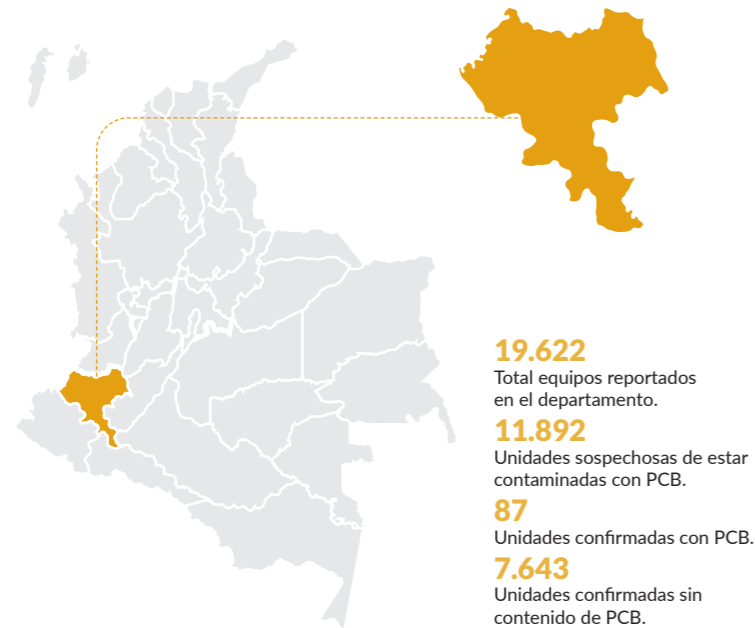 19.622
Total equipos reportados
en el departamento.
11.892
Unidades sospechosas de estar
contaminadas con PCB.
87
Unidades confirmadas con PCB.
7.643
Unidades confirmadas sin
contenido de PCB.